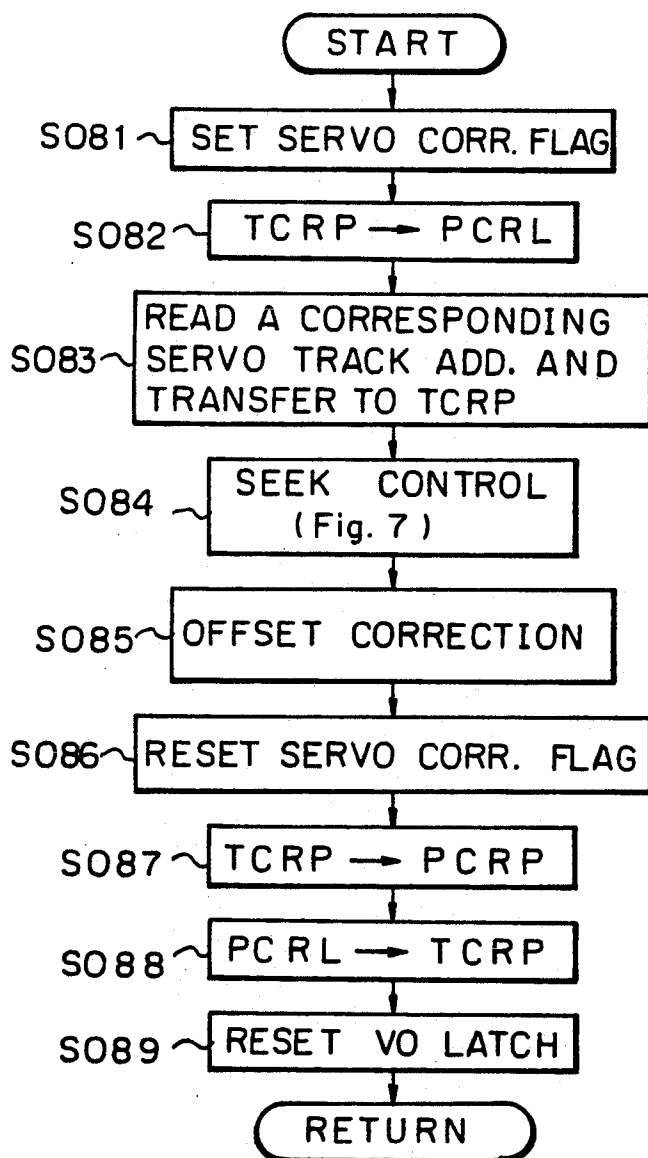 START
S081 SET SERVO CORR. FLAG
S082 TCRP → PCRL
READ A CORRESPONDING
S083 SERVO TRACK ADD. AND
TRANSFER TO TCRP
SEEK CONTROL
S084 (Fig. 7)
S085 OFFSET CORRECTION
S086 RESET SERVO CORR. FLAG
S087 TCRP → PCRP
S088 PCRL → TCRP
S089 RESET VO LATCH
RETURN